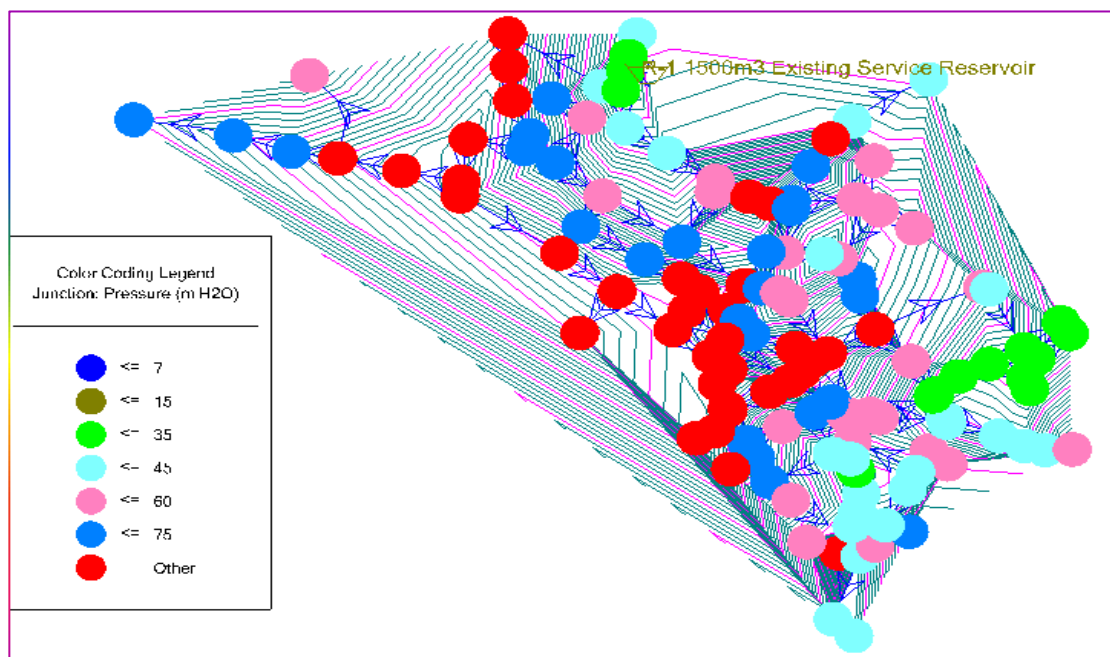 R-1 1500m3 Existing Service Reservoir
Color Coding Legend
Junction: Pressure (m H2O)
<= 7
<= 15
<= 35
<= 45
<= 60
<= 75
Other